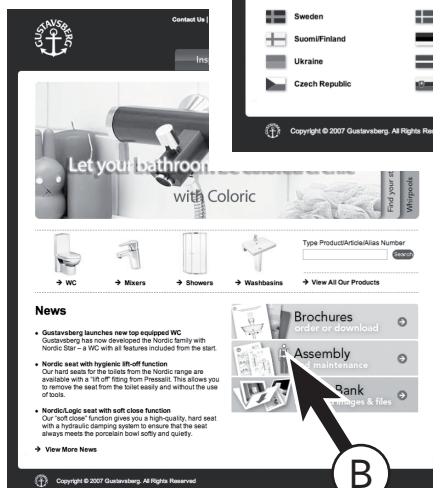 GUSTAVSBERG
Contact Us |
Ins
Sweden
Suomi/Finland
Ukraine
Czech Republic
Copyright © 2007 Gustavsberg. All Rights Res
Let your bathroom
with Coloric
Find your st
Whirpools
→ WC
→ Mixers
→ Showers
→ Washbasins
Type Product/Article/Alias Number
Search
→ View All Our Products
News
• Gustavsberg launches new top equipped WC
Gustavsberg has now developed the Nordic family with
Nordic Star – a WC with all features included from the start.
• Nordic seat with hygienic lift-off function
Our hard seats for the toilets from the Nordic range are
available with a "lift off" fitting from Pressalit. This allows you
to remove the seat from the toilet easily and without the use
of tools.
• Nordic/Logic seat with soft close function
Our "soft close" function gives you a high-quality, hard seat
with a hydraulic damping system to ensure that the seat
always meets the porcelain bowl softly and quietly.
→ View More News
Brochures
order or download
Assembly
maintenance
Bank
images & files
B
Copyright © 2007 Gustavsberg. All Rights Reserved